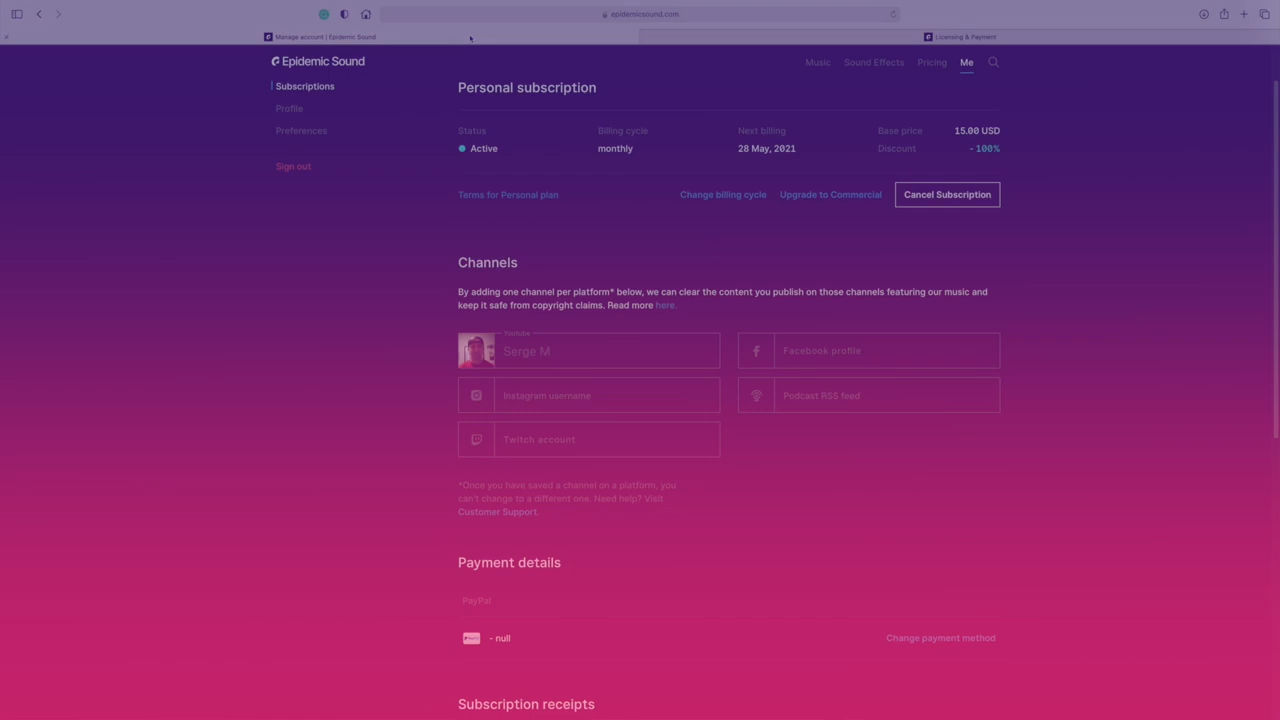 epidemicsound.com
Manage account | Epidemic Sound
Licensing & Payment
Epidemic Sound
Music
Sound Effects
Pricing
Me
Subscriptions
Profile
Preferences
Sign out
Personal subscription
Status
Billing cycle
Next billing
Base price
15.00 USD
Active
monthly
28 May, 2021
Discount
- 100%
Terms for Personal plan
Change billing cycle
Upgrade to Commercial
Cancel Subscription
Channels
By adding one channel per platform* below, we can clear the content you publish on those channels featuring our music and
keep it safe from copyright claims. Read more here.
Youtube
Serge M
Facebook profile
Instagram username
Podcast RSS feed
Twitch account
*Once you have saved a channel on a platform, you
can't change to a different one. Need help? Visit
Customer Support.
Payment details
PayPal
- null
Change payment method
Subscription receipts